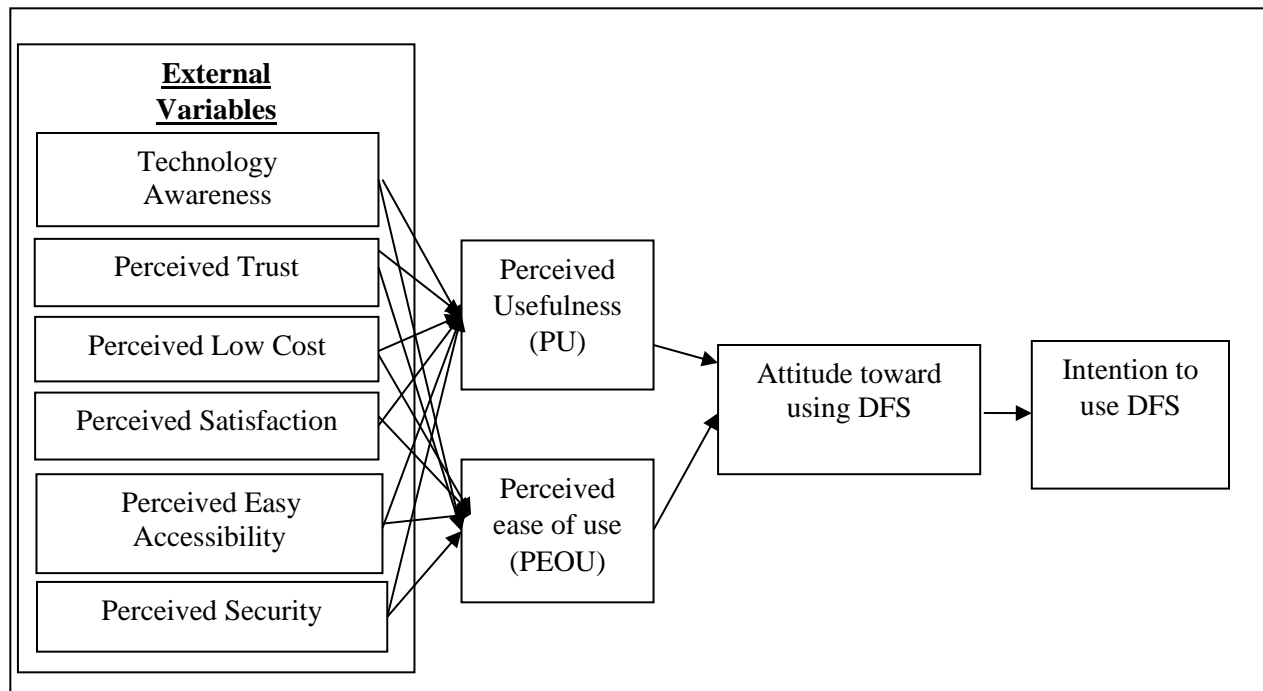 External
Variables
Technology
Awareness
Perceived Trust
Perceived Low Cost
Perceived Satisfaction
Perceived Easy
Accessibility
Perceived Security
Perceived
Usefulness
(PU)
Perceived
ease of use
(PEOU)
Attitude toward
using DFS
Intention to
use DFS